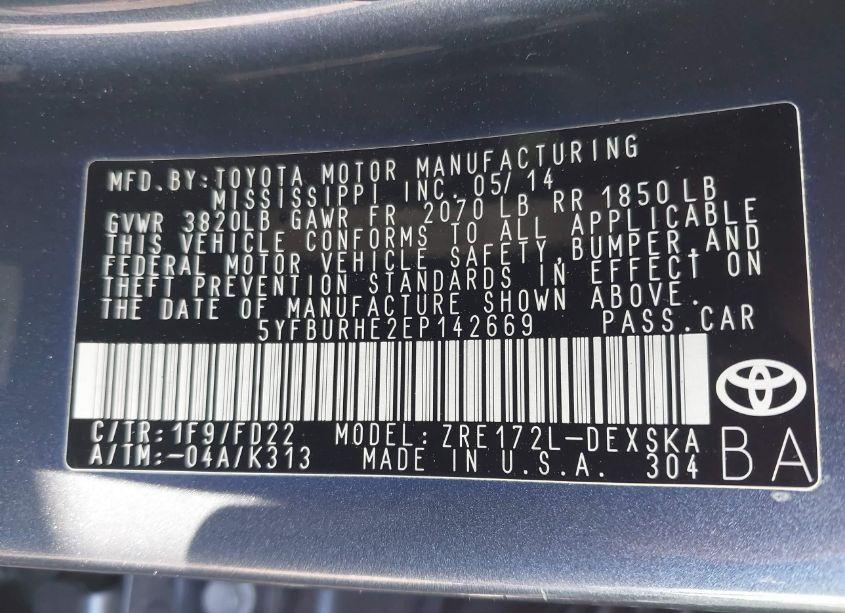 MFD. BY: TOYOTA MOTOR MANUFACTURING
MISSISSIPPI INC. 05/14
GVWR 3820LB GAWR FR 2070 LB RR 1850 LB
THIS VEHICLE CONFORMS TO ALL APPLICABLE
FEDERAL MOTOR VEHICLE SAFETY, BUMPER, AND
THEFT PREVENTION STANDARDS IN EFFECT ON
THE DATE OF MANUFACTURE SHOWN ABOVE.
5YFBURHE2EP142669 PASS. CAR
C/TR: 1F9/FD22 MODEL: ZRE172L-DEXSKA
A/TM: -04A/K313 MADE IN U.S.A. 304
BA